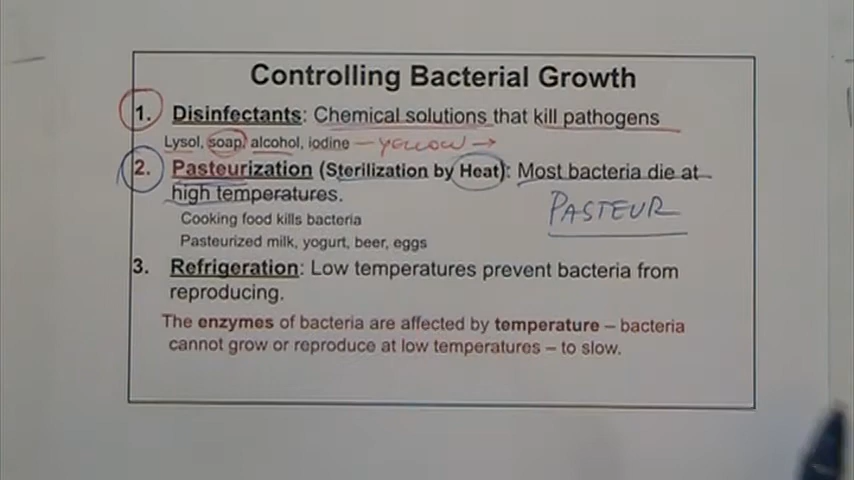 Controlling Bacterial Growth
1. Disinfectants: Chemical solutions that kill pathogens
Lysol, soap, alcohol, iodine — YELLOW →
2. Pasteurization (Sterilization by Heat): Most bacteria die at
high temperatures.
PASTEUR
Cooking food kills bacteria
Pasteurized milk, yogurt, beer, eggs
3. Refrigeration: Low temperatures prevent bacteria from
reproducing.
The enzymes of bacteria are affected by temperature – bacteria
cannot grow or reproduce at low temperatures – to slow.